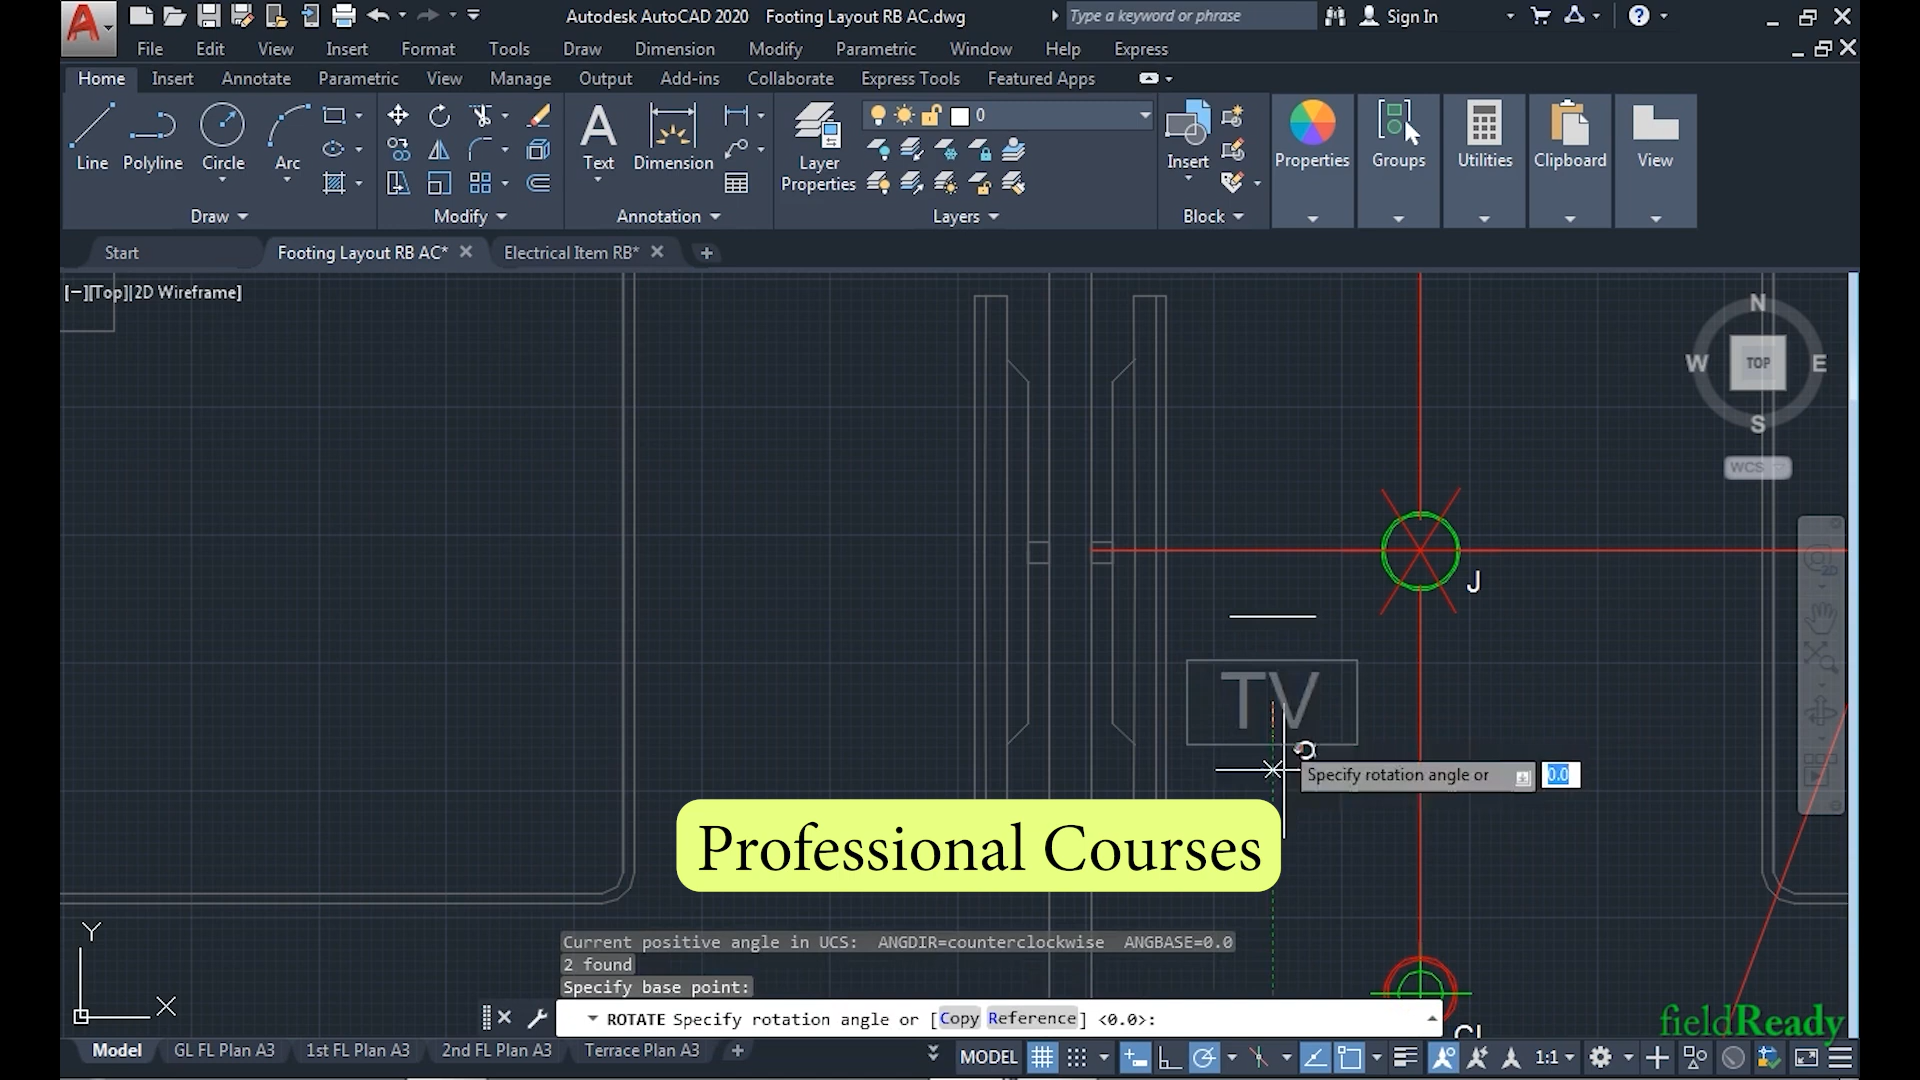 Autodesk AutoCAD 2020 Footing Layout RB AC.dwg
Type a keyword or phrase
Sign In
File Edit View Insert Format Tools Draw Dimension Modify Parametric Window Help Express
Home Insert Annotate Parametric View Manage Output Add-ins Collaborate Express Tools Featured Apps
0
Line Polyline Circle Arc
Text Dimension
Layer Properties
Insert
Properties Groups Utilities Clipboard View
Draw Modify Annotation Layers Block
Start Footing Layout RB AC* Electrical Item RB*
[−][Top][2D Wireframe]
N
W TOP E
S
WCS
J
TV
Specify rotation angle or 0.0
Professional Courses
Y
X
Current positive angle in UCS: ANGDIR=counterclockwise ANGBASE=0.0
2 found
Specify base point:
ROTATE Specify rotation angle or [Copy Reference] <0.0>:
fieldReady
Model GL FL Plan A3 1st FL Plan A3 2nd FL Plan A3 Terrace Plan A3
MODEL 1:1